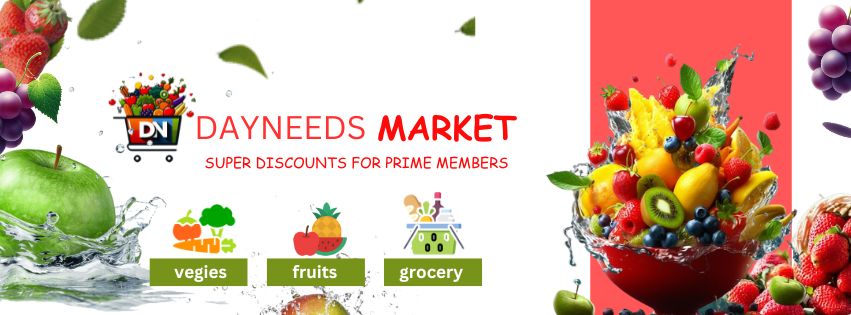 DN
DAYNEEDS MARKET
SUPER DISCOUNTS FOR PRIME MEMBERS
vegies
fruits
grocery